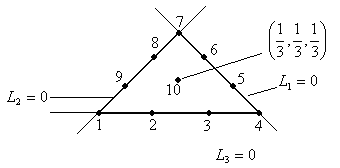 7
(1/3, 1/3, 1/3)
8
6
9
10
5
L₁ = 0
L₂ = 0
1
2
3
4
L₃ = 0